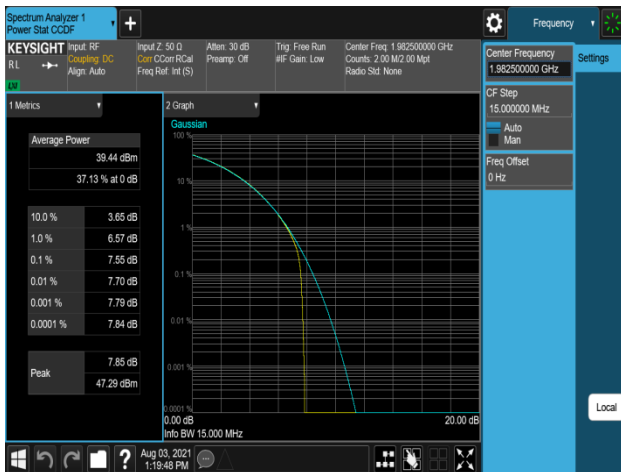 Spectrum Analyzer 1
Power Stat CCDF
+
Frequency
KEYSIGHT
Input: RF
Input Z: 50 Ω
Atten: 30 dB
Trig: Free Run
Center Freq: 1.982500000 GHz
RL
Coupling: DC
Corr CCorr RCal
Preamp: Off
#IF Gain: Low
Counts: 2.00 M/2.00 Mpt
Align: Auto
Freq Ref: Int (S)
Radio Std: None
LXI
Center Frequency
1.982500000 GHz
Settings
CF Step
15.000000 MHz
Auto
Man
Freq Offset
0 Hz
1 Metrics
Average Power
39.44 dBm
37.13 % at 0 dB
10.0 % 3.65 dB
1.0 % 6.57 dB
0.1 % 7.55 dB
0.01 % 7.70 dB
0.001 % 7.79 dB
0.0001 % 7.84 dB
Peak
7.85 dB
47.29 dBm
2 Graph
Gaussian
100 %
10 %
1 %
0.1 %
0.01 %
0.001 %
0.0001 %
0.00 dB
20.00 dB
Info BW 15.000 MHz
Local
?
Aug 03, 2021
1:19:48 PM